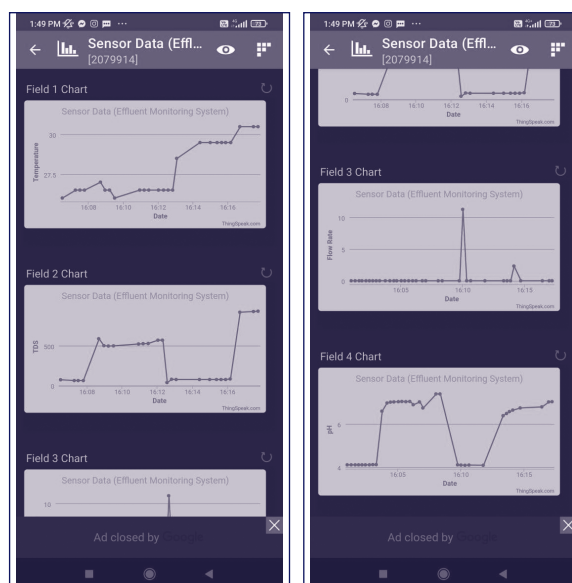 1:49 PM
73
Sensor Data (Effl...
[2079914]
Field 1 Chart
Sensor Data (Effluent Monitoring System)
30
27.5
Temperature
16:08 16:10 16:12 16:14 16:16
Date
ThingSpeak.com
Field 2 Chart
Sensor Data (Effluent Monitoring System)
500
0
TDS
16:08 16:10 16:12 16:14 16:16
Date
ThingSpeak.com
Field 3 Chart
Sensor Data (Effluent Monitoring System)
10
Ad closed by Google
1:49 PM
73
Sensor Data (Effl...
[2079914]
0
16:08 16:10 16:12 16:14 16:16
Date
ThingSpeak.com
Field 3 Chart
Sensor Data (Effluent Monitoring System)
10
5
0
Flow Rate
16:05 16:10 16:15
Date
ThingSpeak.com
Field 4 Chart
Sensor Data (Effluent Monitoring System)
6
4
pH
16:05 16:10 16:15
Date
ThingSpeak.com
Ad closed by Google